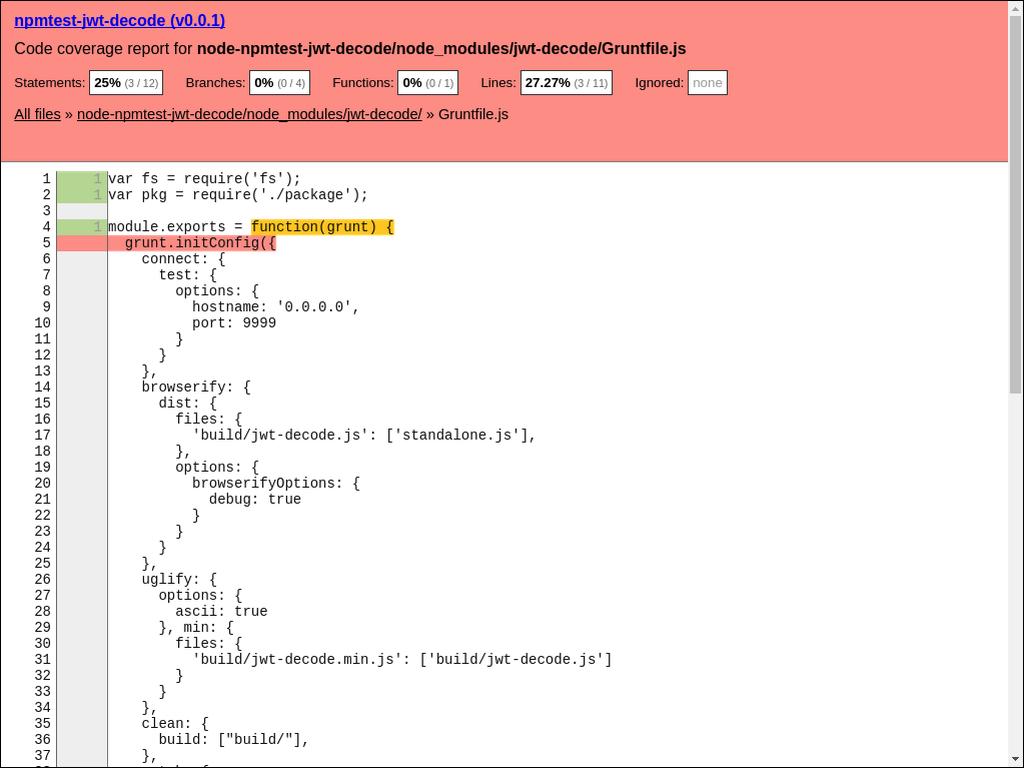 npmtest-jwt-decode (v0.0.1)
Code coverage report for node-npmtest-jwt-decode/node_modules/jwt-decode/Gruntfile.js
Statements: 25% (3 / 12) Branches: 0% (0 / 4) Functions: 0% (0 / 1) Lines: 27.27% (3 / 11) Ignored: none
All files » node-npmtest-jwt-decode/node_modules/jwt-decode/ » Gruntfile.js
1 1 var fs = require('fs');
2 1 var pkg = require('./package');
3
4 1 module.exports = function(grunt) {
5   grunt.initConfig({
6     connect: {
7       test: {
8         options: {
9           hostname: '0.0.0.0',
10           port: 9999
11         }
12       }
13     },
14     browserify: {
15       dist: {
16         files: {
17           'build/jwt-decode.js': ['standalone.js'],
18         },
19         options: {
20           browserifyOptions: {
21             debug: true
22           }
23         }
24       }
25     },
26     uglify: {
27       options: {
28         ascii: true
29       }, min: {
30         files: {
31           'build/jwt-decode.min.js': ['build/jwt-decode.js']
32         }
33       }
34     },
35     clean: {
36       build: ["build/"],
37     },